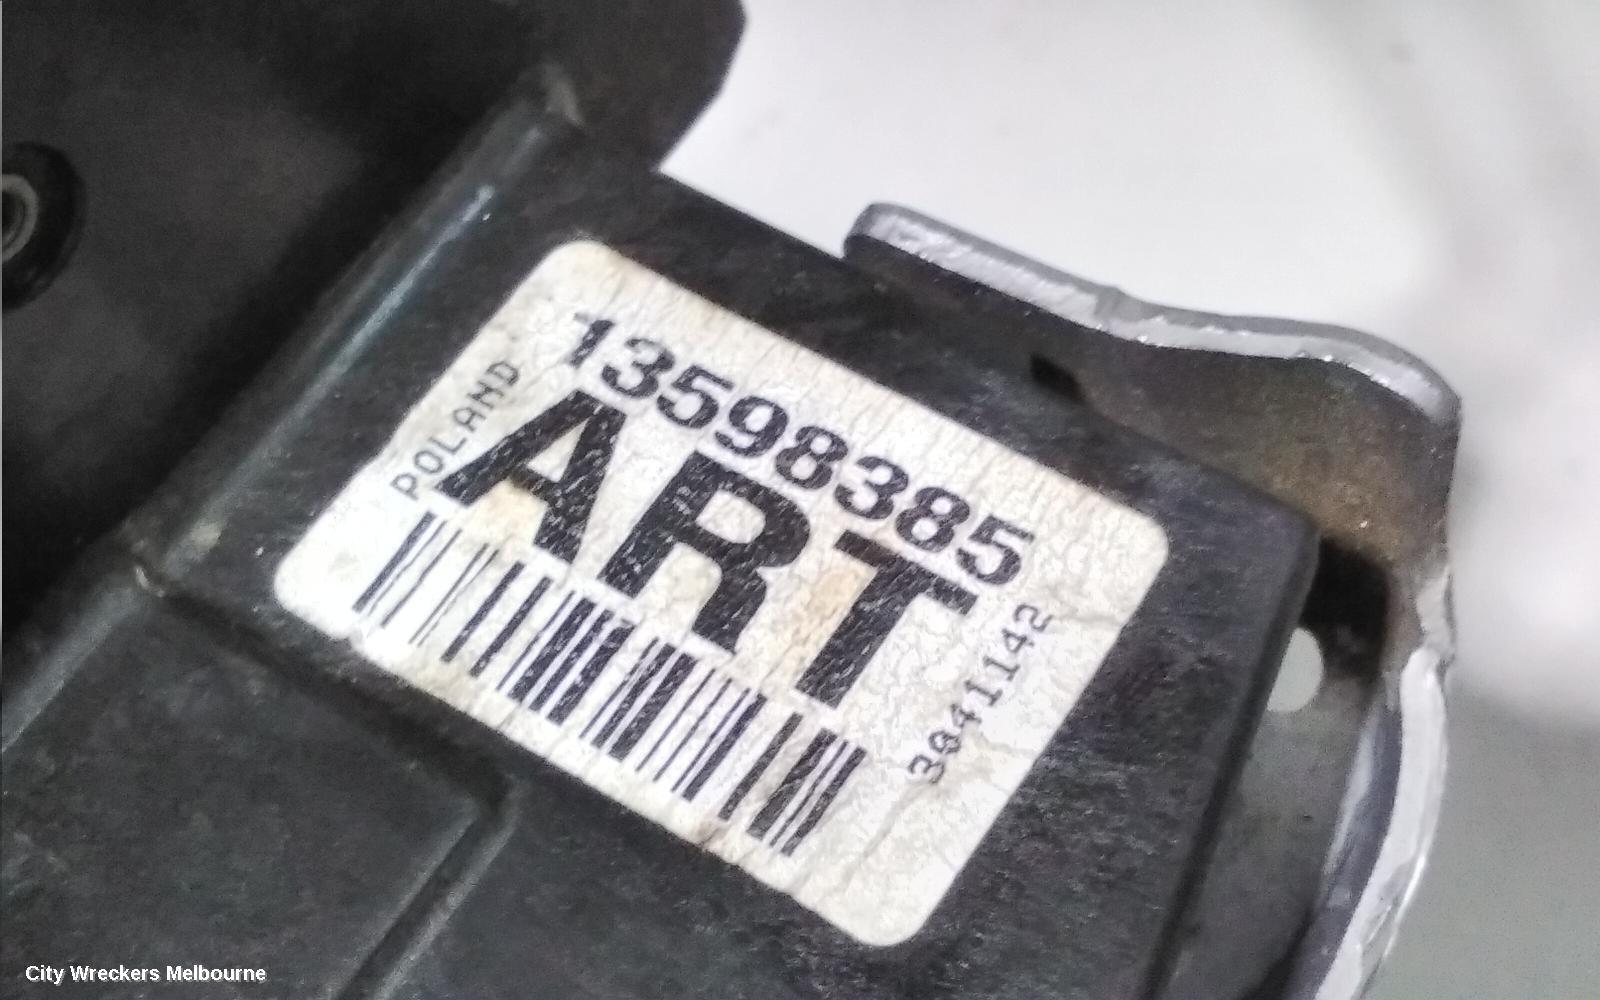 13598385
POLAND
ART
3041142
City Wreckers Melbourne